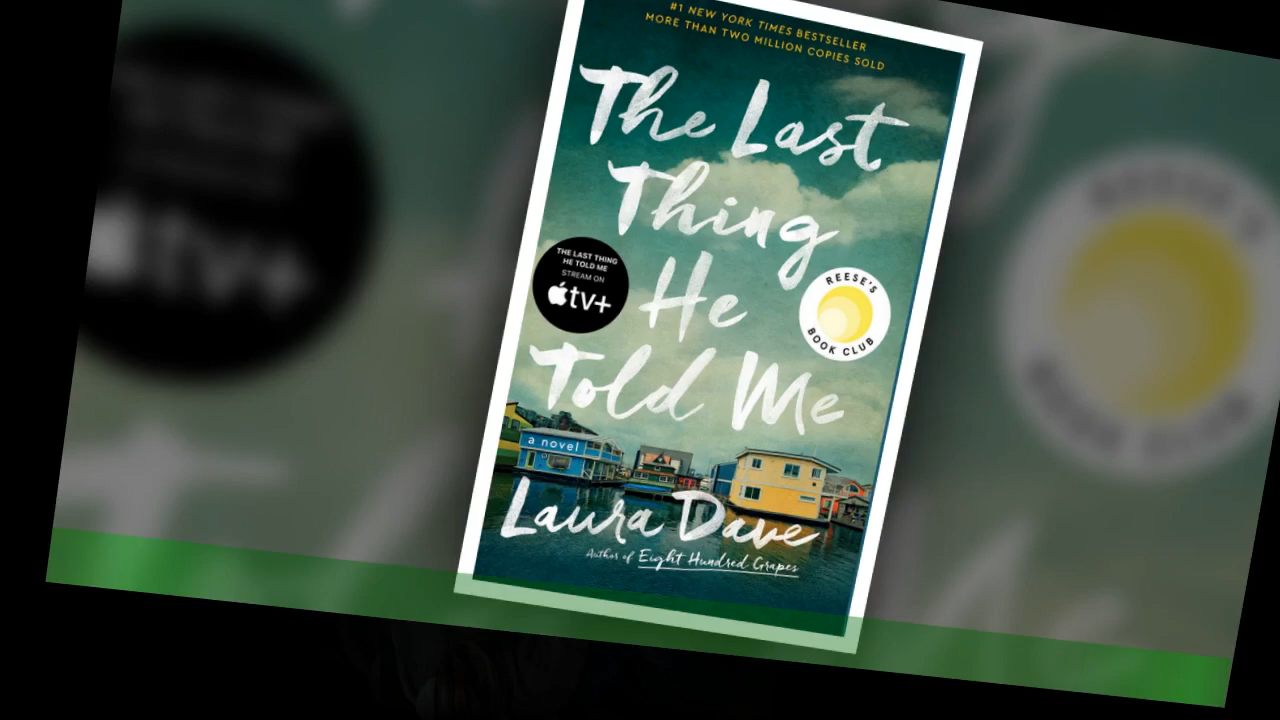 #1 NEW YORK TIMES BESTSELLER
MORE THAN TWO MILLION COPIES SOLD
The Last
Thing
He
Told Me
THE LAST THING
HE TOLD ME
STREAM ON
tv+
REESE'S
BOOK CLUB
a novel
Laura Dave
Author of Eight Hundred Grapes